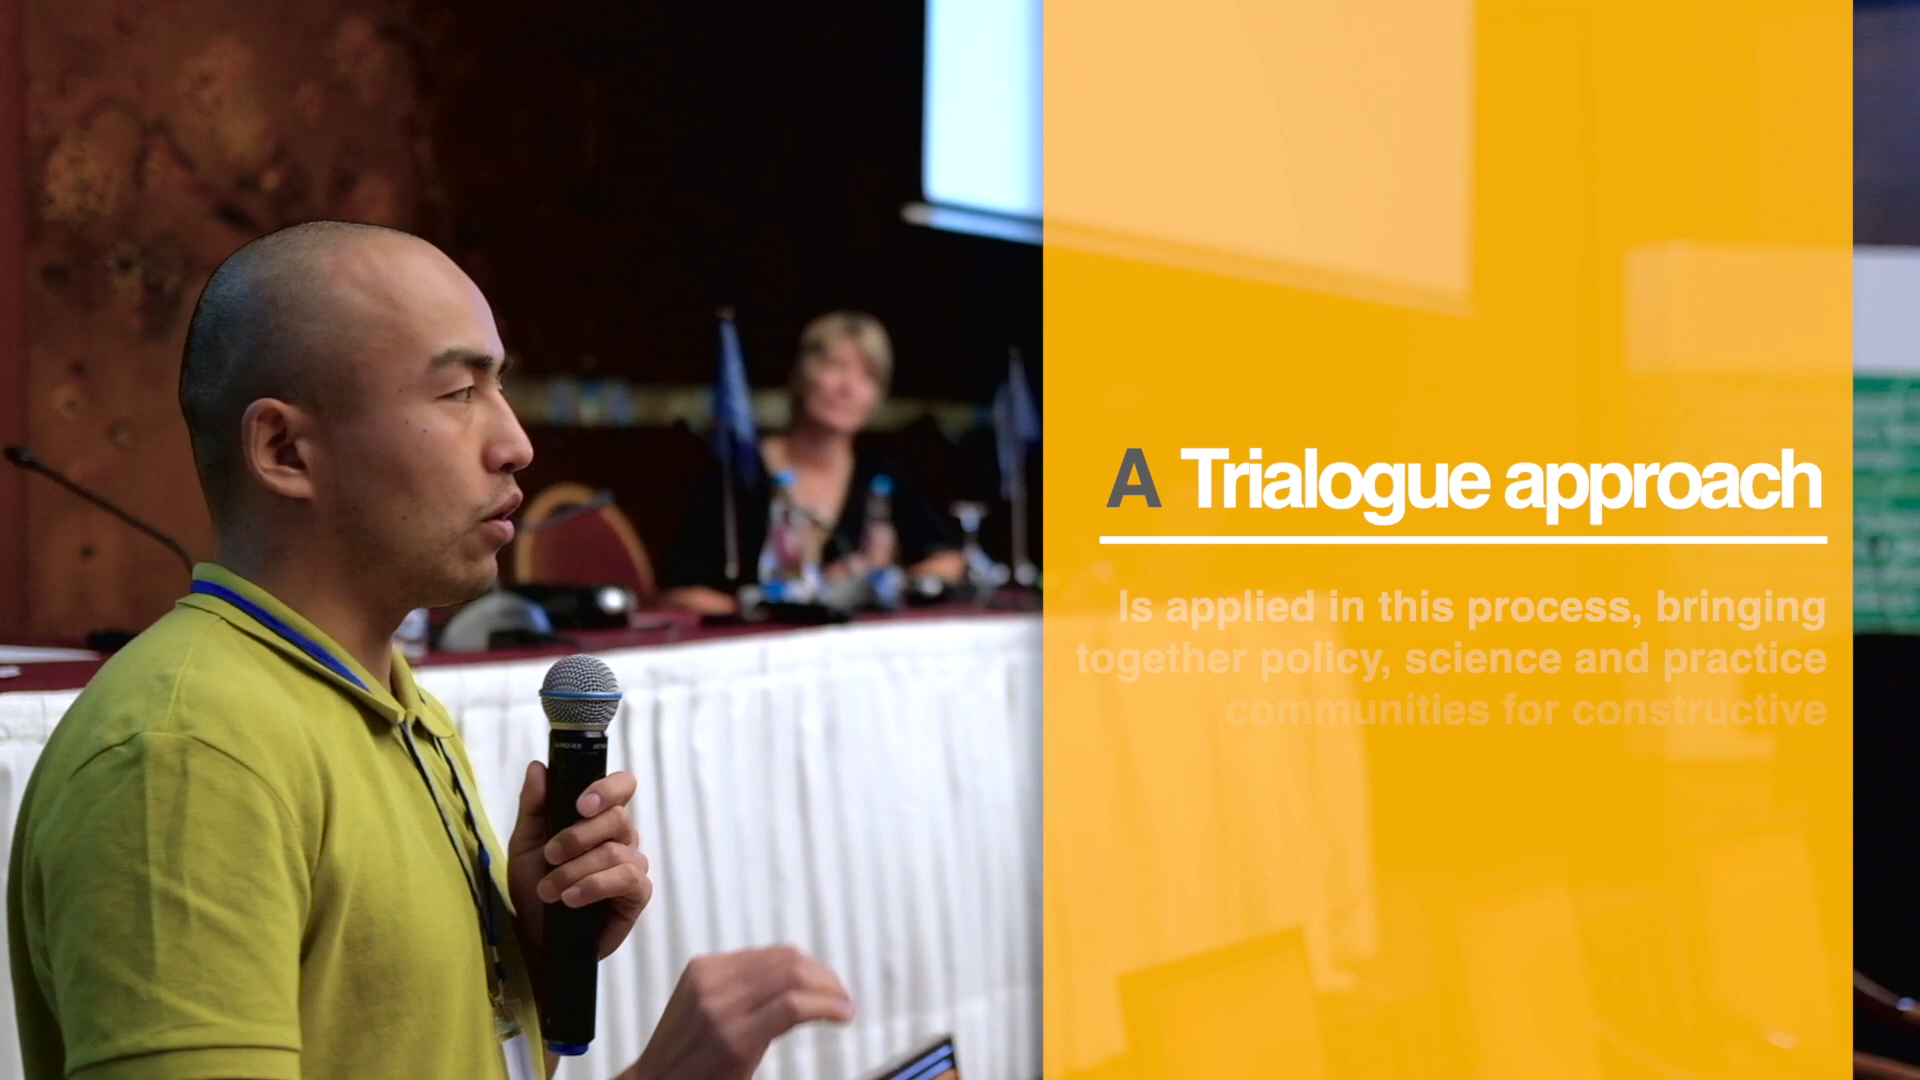 A Trialogue approach
Is applied in this process, bringing
together policy, science and practice
communities for constructive